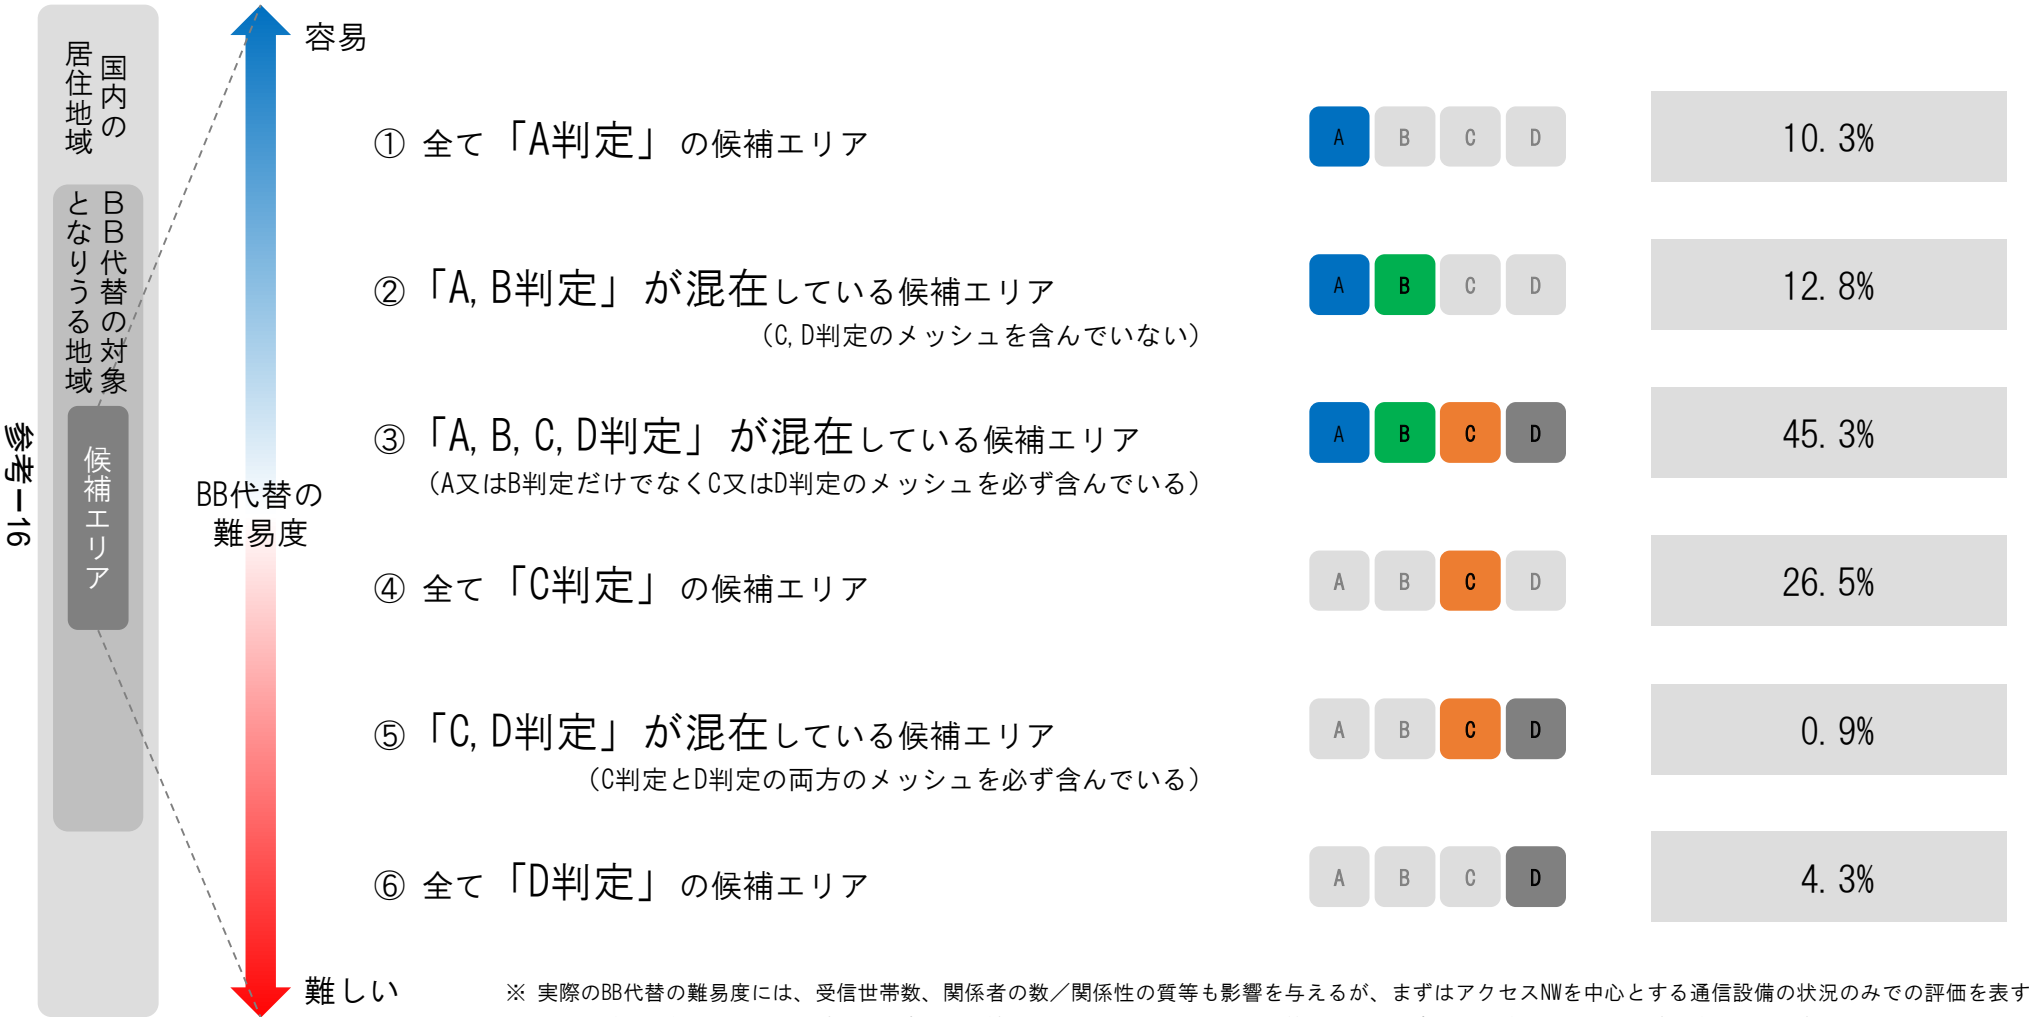 国内の
居住地域
BB代替の対象
となりうる地域
候補エリア
参考ー16
容易
BB代替の
難易度
難しい
① 全て「A判定」の候補エリア
A B C D
10.3%
②「A,B判定」が混在している候補エリア
（C,D判定のメッシュを含んでいない）
A B C D
12.8%
③「A,B,C,D判定」が混在している候補エリア
（A又はB判定だけでなくC又はD判定のメッシュを必ず含んでいる）
A B C D
45.3%
④ 全て「C判定」の候補エリア
A B C D
26.5%
⑤「C,D判定」が混在している候補エリア
（C判定とD判定の両方のメッシュを必ず含んでいる）
A B C D
0.9%
⑥ 全て「D判定」の候補エリア
A B C D
4.3%
※ 実際のBB代替の難易度には、受信世帯数、関係者の数／関係性の質等も影響を与えるが、まずはアクセスNWを中心とする通信設備の状況のみでの評価を表す